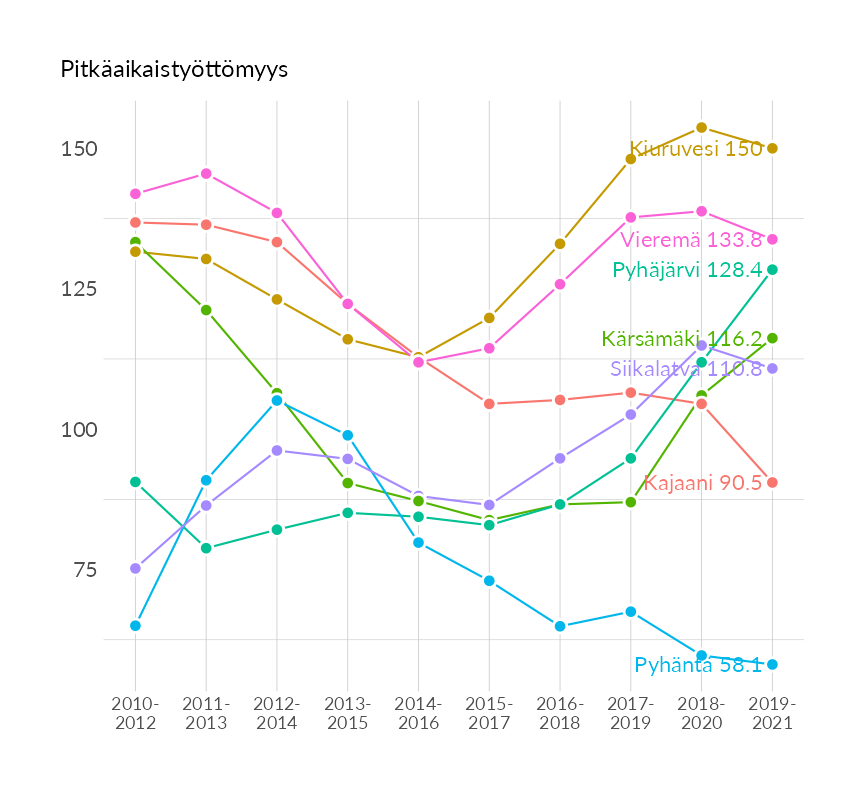 Pitkäaikaistyöttömyys
150
125
100
75
Kiuruvesi 150
Vieremä 133.8
Pyhäjärvi 128.4
Kärsämäki 116.2
Siikalatva 110.8
Kajaani 90.5
Pyhäntä 58.1
2010- 2011- 2012- 2013- 2014- 2015- 2016- 2017- 2018- 2019-
2012 2013 2014 2015 2016 2017 2018 2019 2020 2021